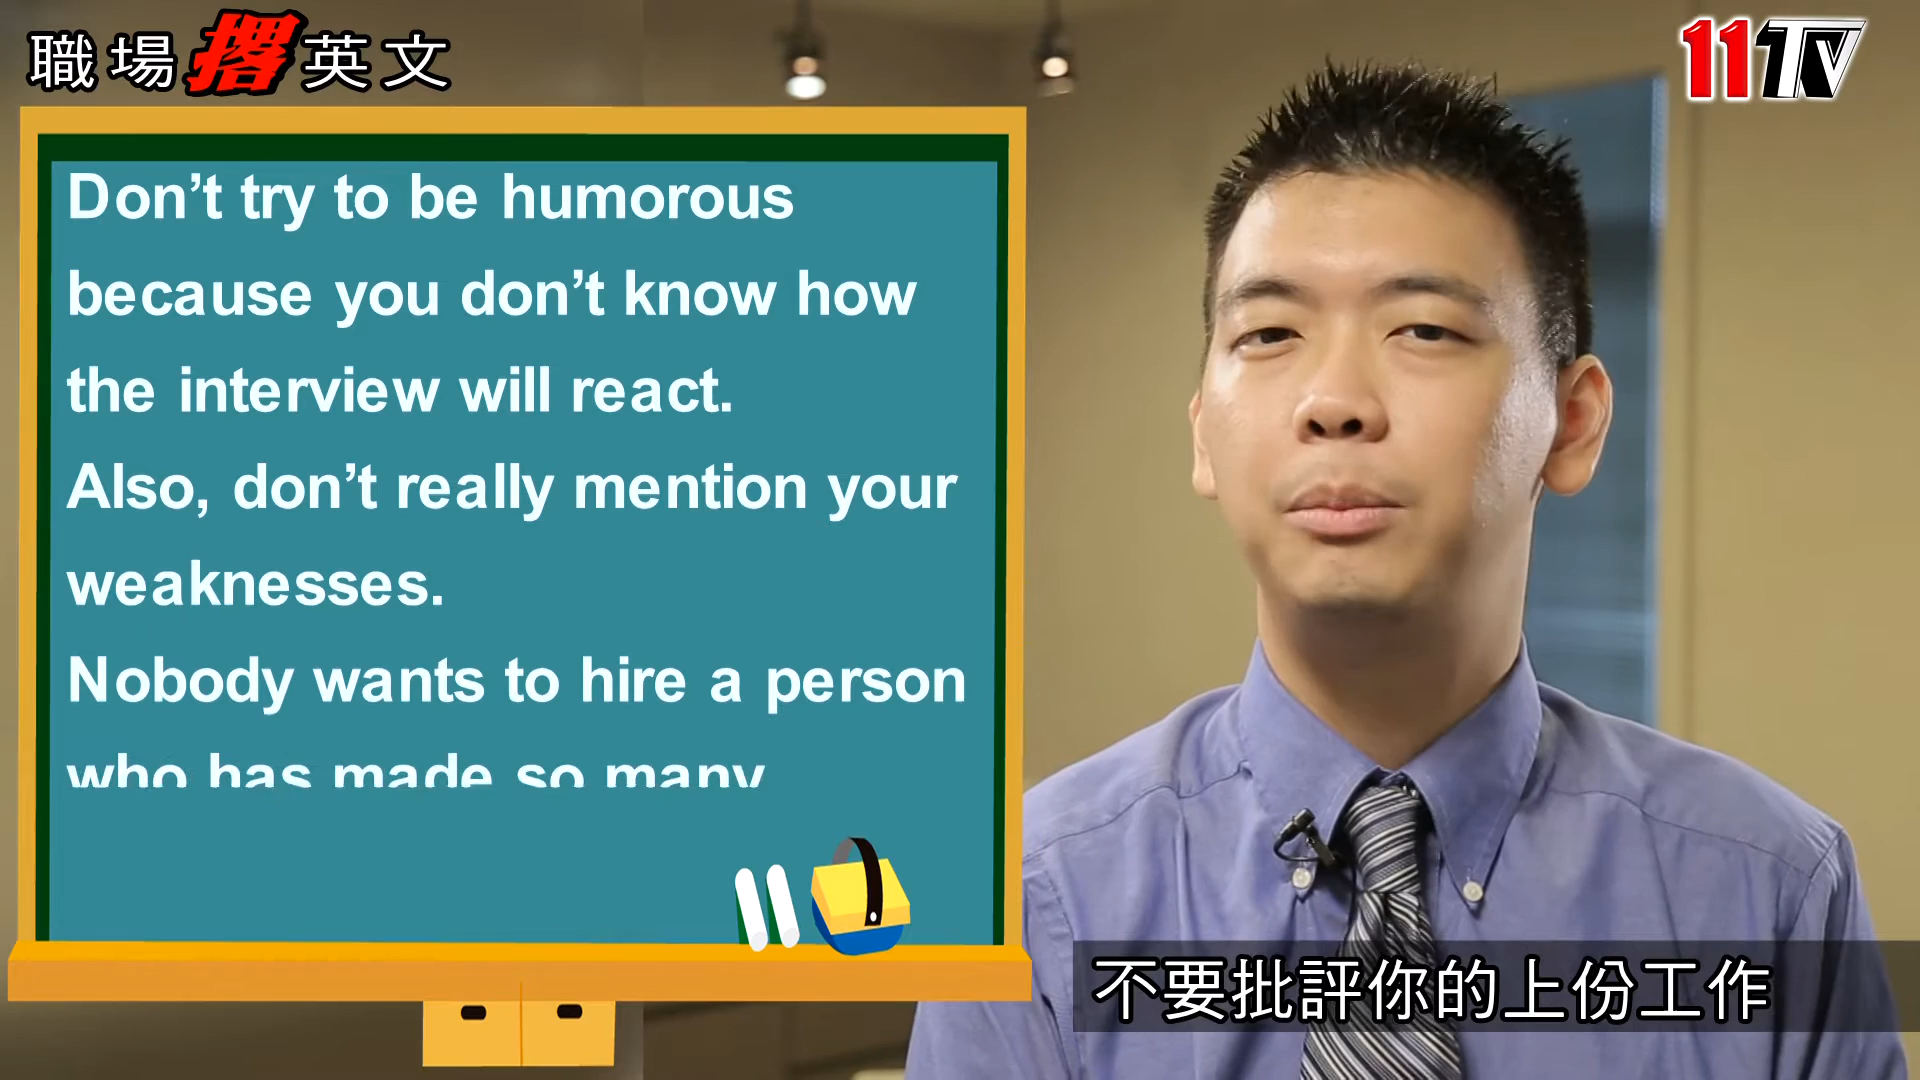 職場撂英文
11TV
Don't try to be humorous
because you don't know how
the interview will react.
Also, don't really mention your
weaknesses.
Nobody wants to hire a person
who has made so many
不要批評你的上份工作